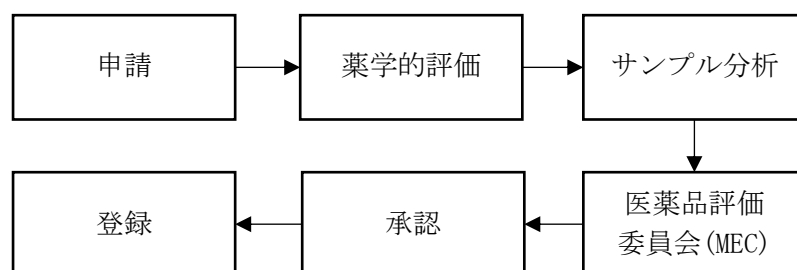 申請
薬学的評価
サンプル分析
医薬品評価
委員会(MEC)
承認
登録